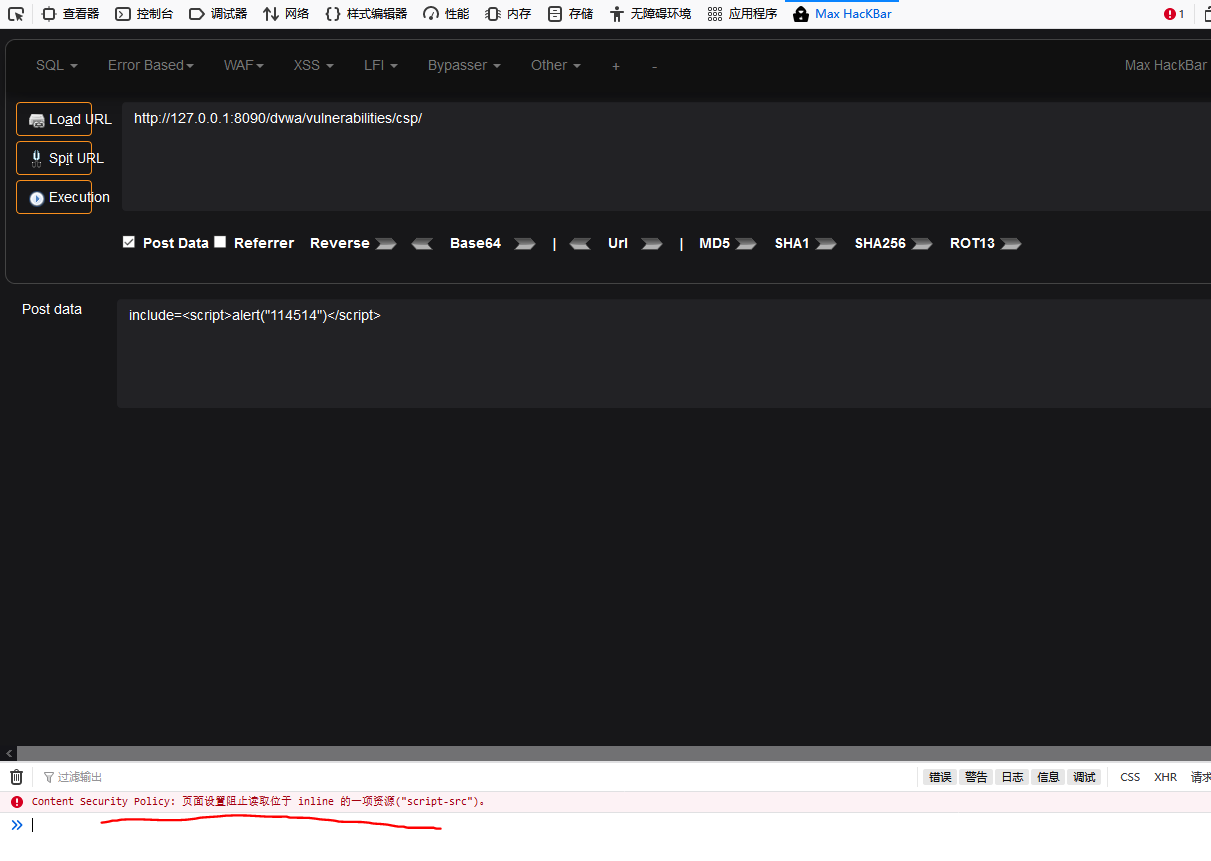 查看器 控制台 调试器 网络 样式编辑器 性能 内存 存储 无障碍环境 应用程序 Max HacKBar 1
SQL Error Based WAF XSS LFI Bypasser Other + - Max HackBar
Load URL
http://127.0.0.1:8090/dvwa/vulnerabilities/csp/
Spit URL
Execution
Post Data Referrer Reverse Base64 | Url | MD5 SHA1 SHA256 ROT13
Post data
include=<script>alert("114514")</script>
过滤输出 错误 警告 日志 信息 调试 CSS XHR 请
Content Security Policy: 页面设置阻止读取位于 inline 的一项资源("script-src")。